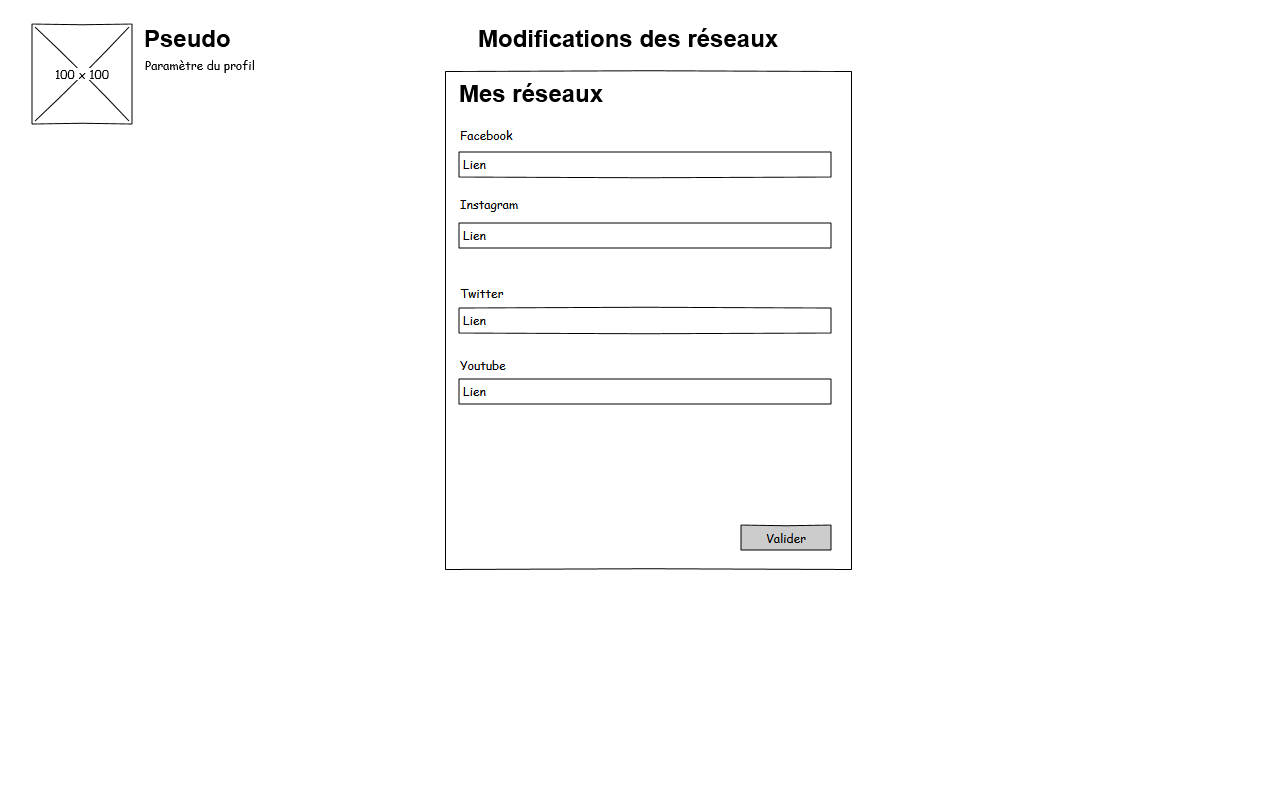 Pseudo
Paramètre du profil
100 x 100
Modifications des réseaux
Mes réseaux
Facebook
Lien
Instagram
Lien
Twitter
Lien
Youtube
Lien
Valider